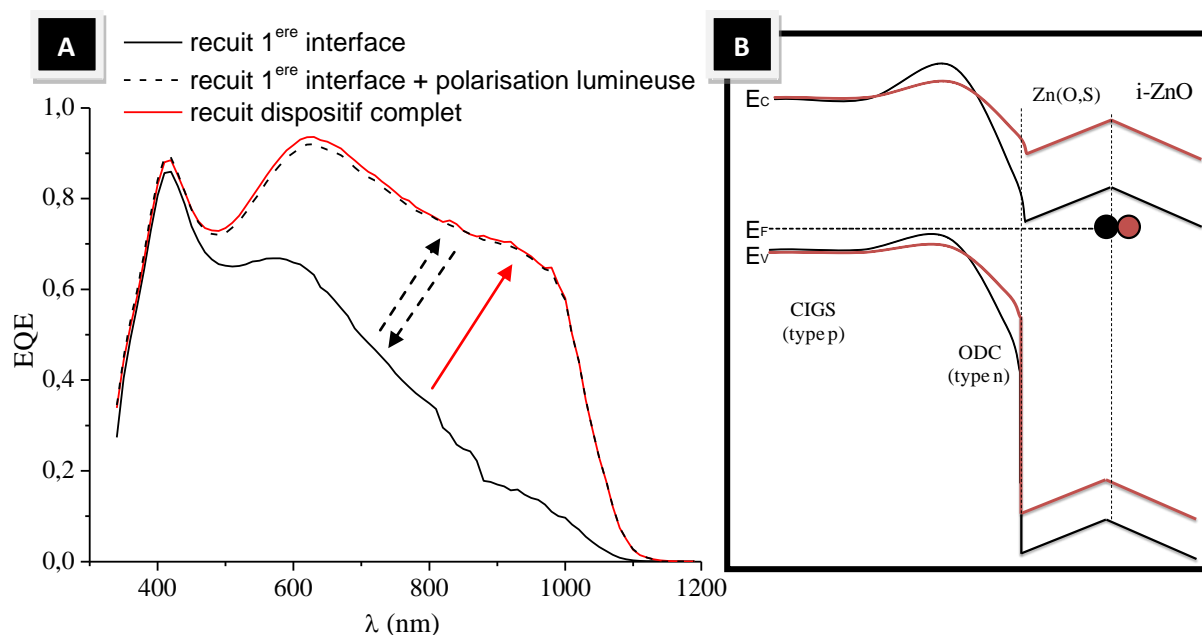 A
recuit 1ere interface
recuit 1ere interface + polarisation lumineuse
recuit dispositif complet
1,0
0,8
0,6
0,4
0,2
0,0
EQE
400
600
800
1000
1200
λ (nm)
B
EC
Zn(O,S)
i-ZnO
EF
EV
CIGS
(type p)
ODC
(type n)